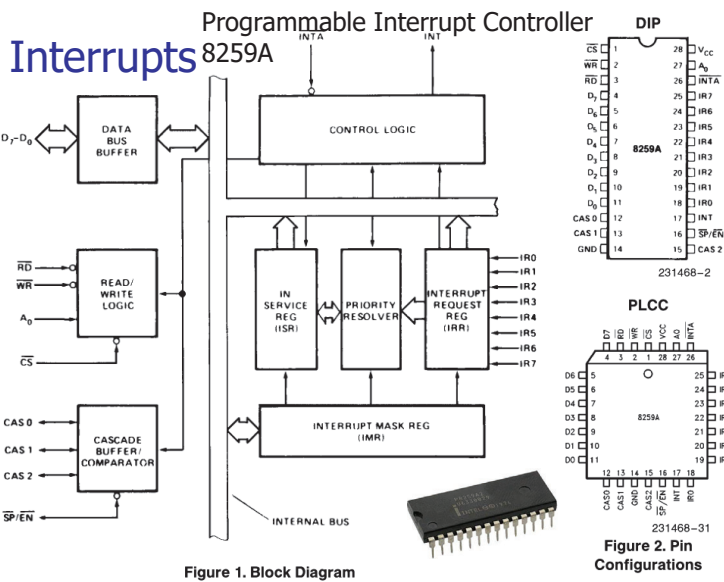 Programmable Interrupt Controller
8259A
Interrupts
INTA
INT
DATA
BUS
BUFFER
D7-D0
CONTROL LOGIC
RD
WR
A0
CS
READ/
WRITE
LOGIC
IN
SERVICE
REG
(ISR)
PRIORITY
RESOLVER
INTERRUPT
REQUEST
REG
(IRR)
IR0
IR1
IR2
IR3
IR4
IR5
IR6
IR7
INTERRUPT MASK REG
(IMR)
CAS 0
CAS 1
CAS 2
SP/EN
CASCADE
BUFFER/
COMPARATOR
INTERNAL BUS
Figure 1. Block Diagram
DIP
CS 1 28 VCC
WR 2 27 A0
RD 3 26 INTA
D7 4 25 IR7
D6 5 24 IR6
D5 6 23 IR5
D4 7 22 IR4
D3 8 21 IR3
D2 9 20 IR2
D1 10 19 IR1
D0 11 18 IR0
CAS 0 12 17 INT
CAS 1 13 16 SP/EN
GND 14 15 CAS 2
8259A
231468-2
PLCC
D7 RD WR CS VCC A0 INTA
4 3 2 1 28 27 26
D6 5 25 IR
D5 6 24 IR
D4 7 23 IR
D3 8 8259A 22 IR
D2 9 21 IR
D1 10 20 IR
D0 11 19 IR
12 13 14 15 16 17 18
CAS0 CAS1 GND CAS2 SP/EN INT IR0
231468-31
Figure 2. Pin
Configurations